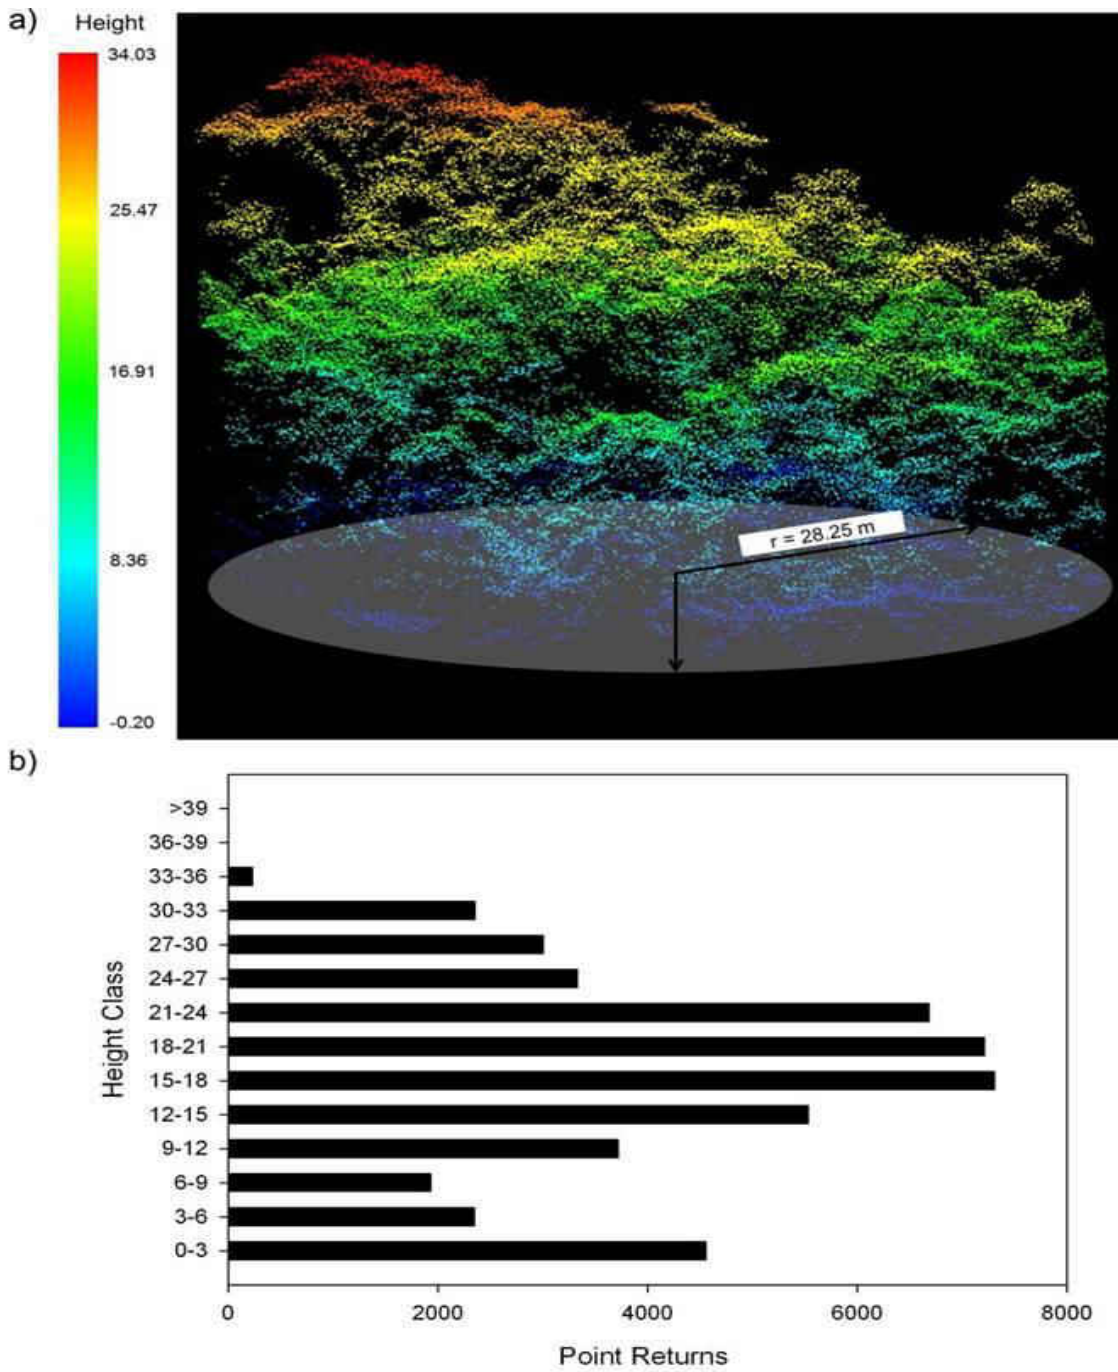 a)
Height
34.03
25.47
16.91
8.36
-0.20
r = 28.25 m
b)
Height Class
>39
36-39
33-36
30-33
27-30
24-27
21-24
18-21
15-18
12-15
9-12
6-9
3-6
0-3
0 2000 4000 6000 8000
Point Returns